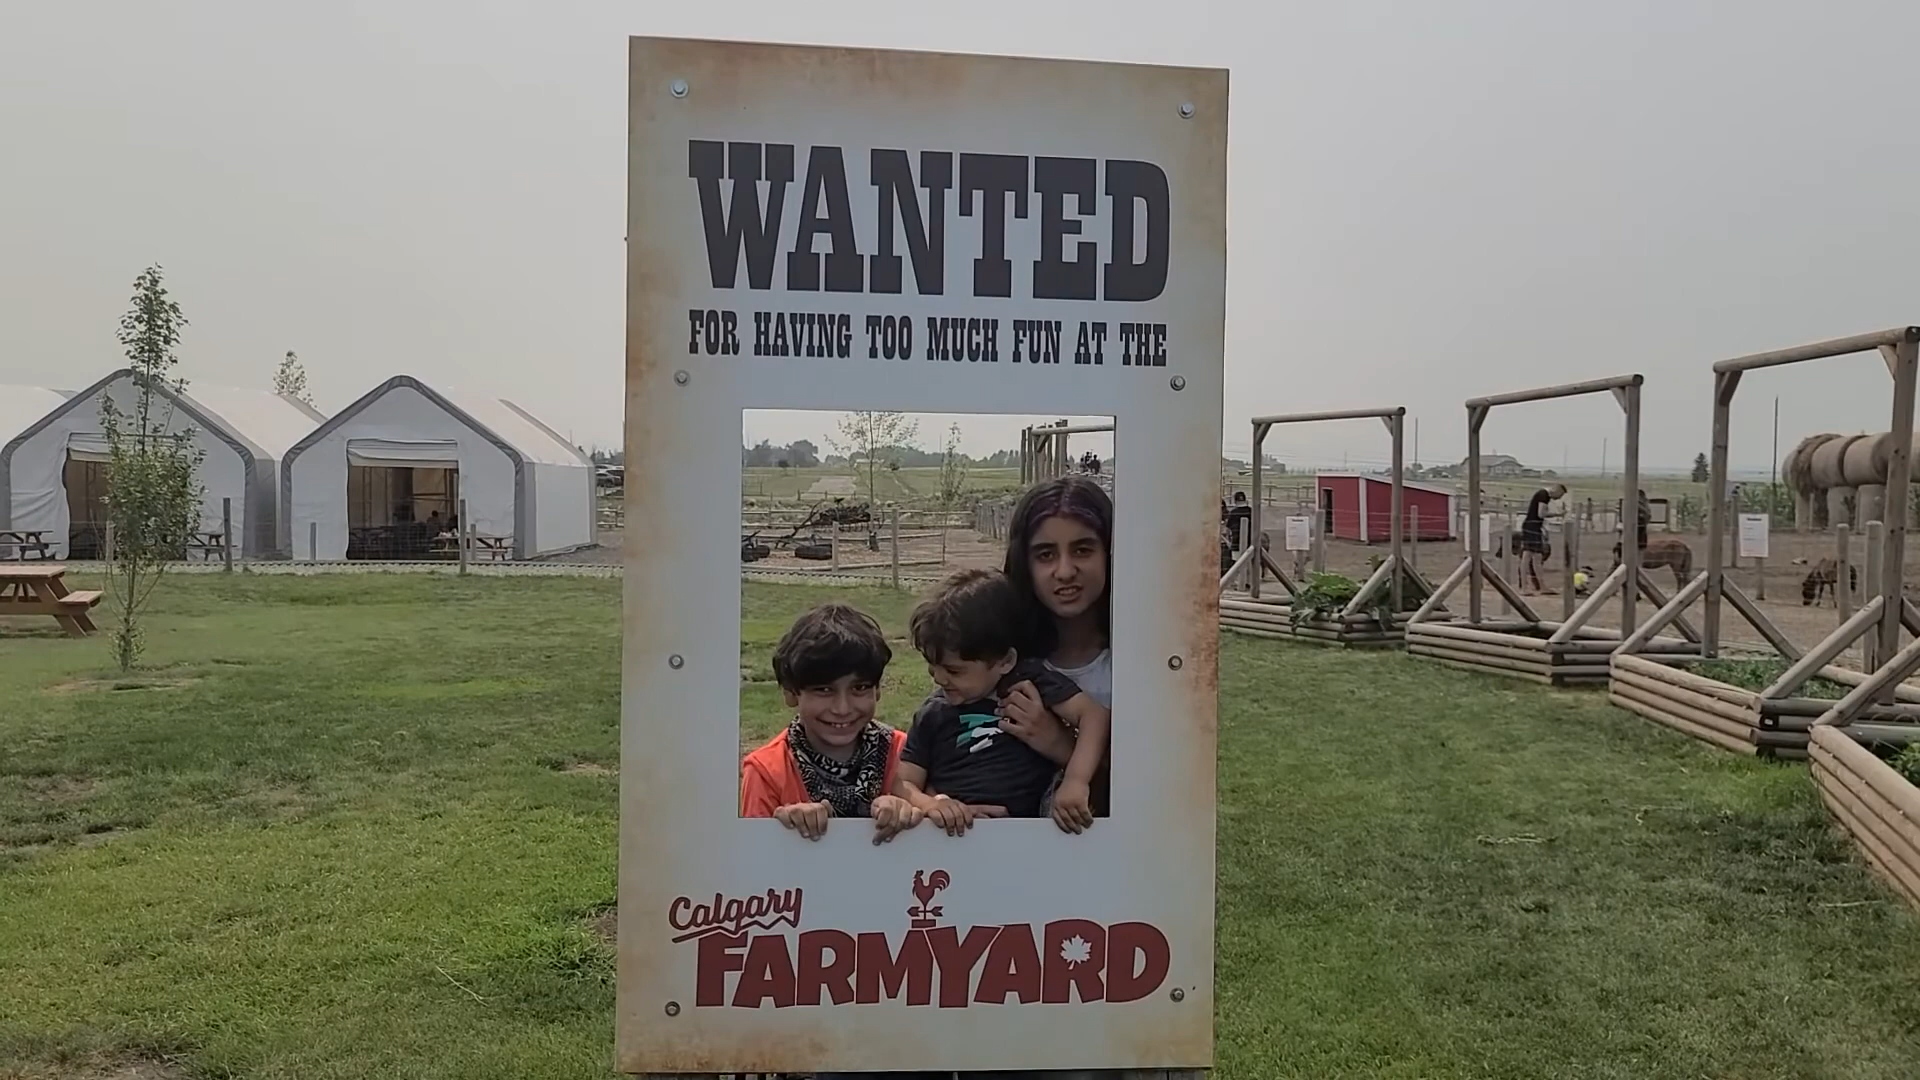 WANTED
FOR HAVING TOO MUCH FUN AT THE
Calgary
FARMYARD